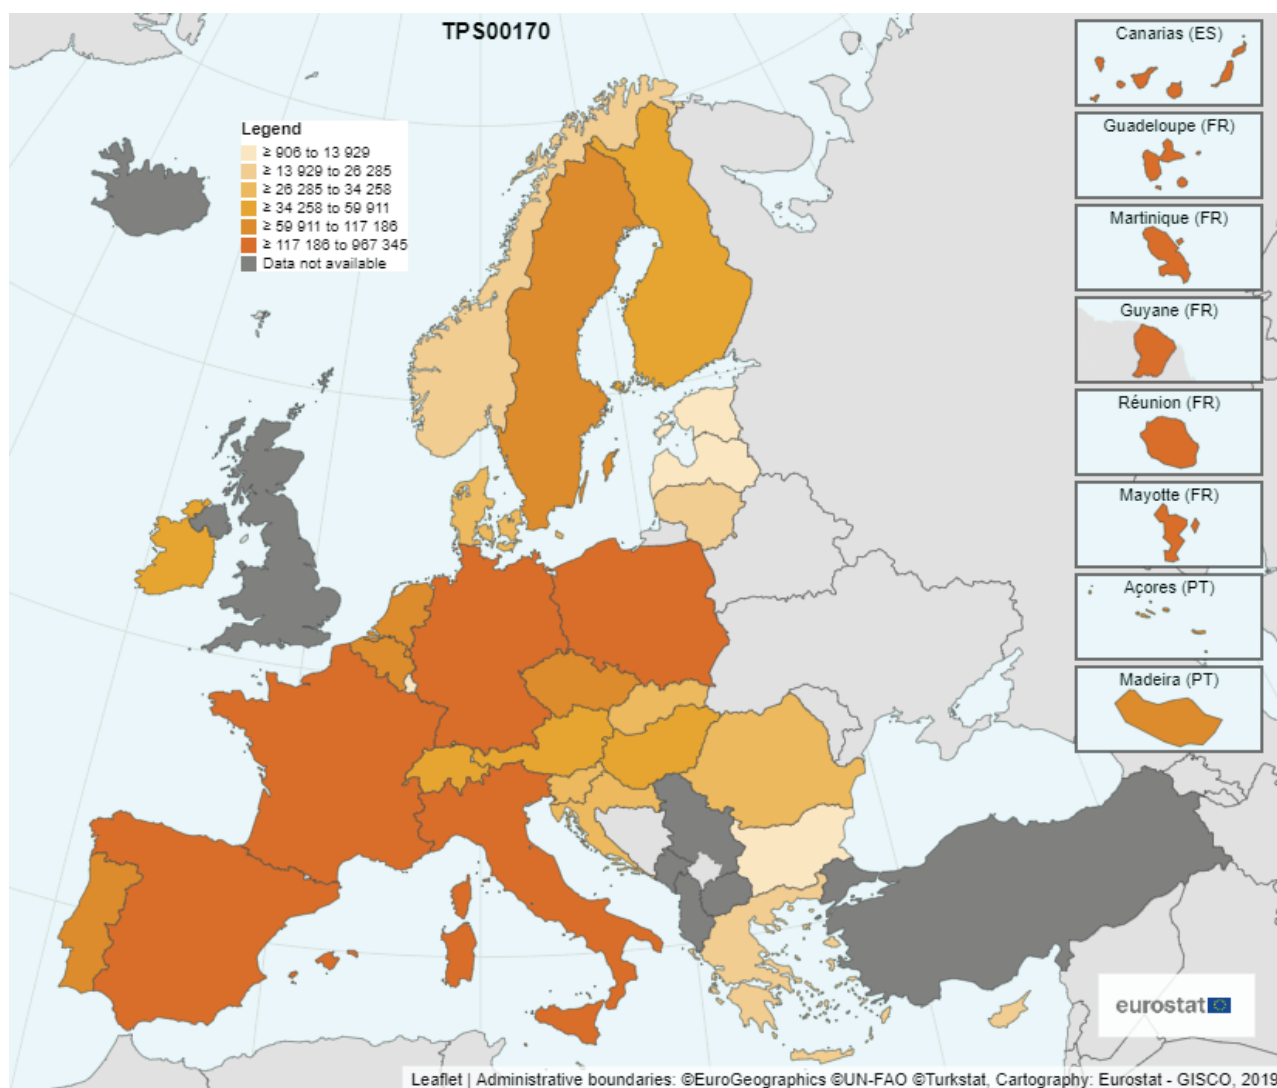 TPS00170
Legend
≥ 906 to 13 929
≥ 13 929 to 26 285
≥ 26 285 to 34 258
≥ 34 258 to 59 911
≥ 59 911 to 117 186
≥ 117 186 to 967 345
Data not available
Canarias (ES)
Guadeloupe (FR)
Martinique (FR)
Guyane (FR)
Réunion (FR)
Mayotte (FR)
Açores (PT)
Madeira (PT)
eurostat
Leaflet | Administrative boundaries: ©EuroGeographics ©UN-FAO ©Turkstat, Cartography: Eurostat - GISCO, 2019